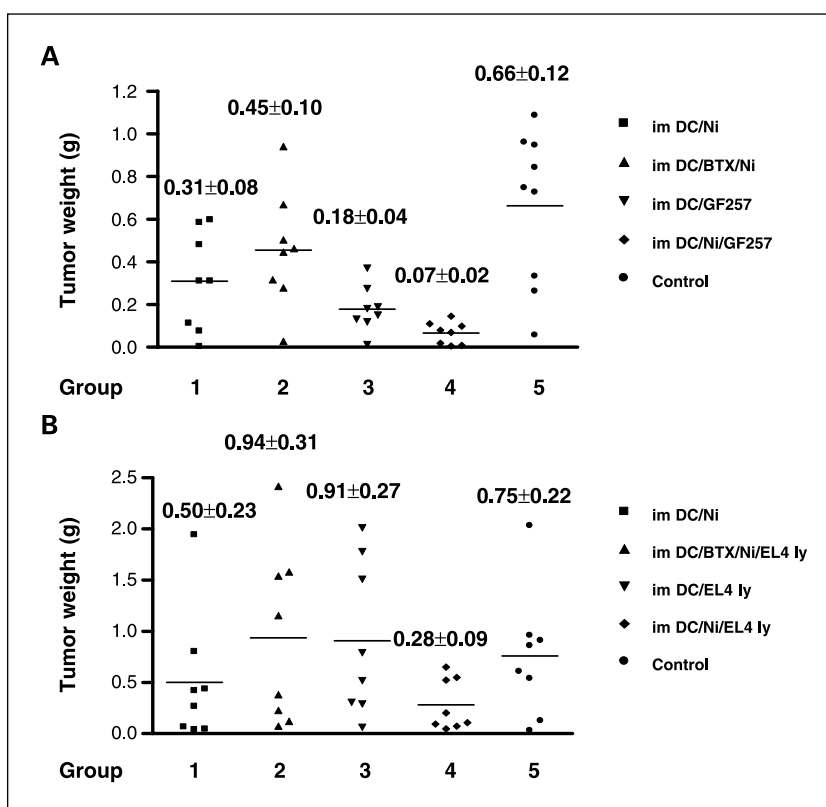 A
0.66±0.12
1.2
0.45±0.10
im DC/Ni
1.0
im DC/BTX/Ni
0.31±0.08
0.8
0.18±0.04
im DC/GF257
0.6
0.07±0.02
im DC/Ni/GF257
0.4
Control
0.2
0.0
Tumor weight (g)
Group 1 2 3 4 5
B
0.94±0.31
2.5
0.91±0.27
0.75±0.22
0.50±0.23
im DC/Ni
2.0
im DC/BTX/Ni/EL4 ly
1.5
im DC/EL4 ly
1.0
0.28±0.09
im DC/Ni/EL4 ly
0.5
Control
0.0
Tumor weight (g)
Group 1 2 3 4 5